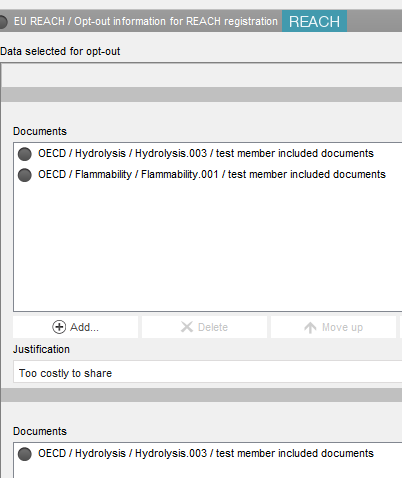 EU REACH / Opt-out information for REACH registration REACH
Data selected for opt-out
Documents
OECD / Hydrolysis / Hydrolysis.003 / test member included documents
OECD / Flammability / Flammability.001 / test member included documents
Add... Delete Move up
Justification
Too costly to share
Documents
OECD / Hydrolysis / Hydrolysis.003 / test member included documents